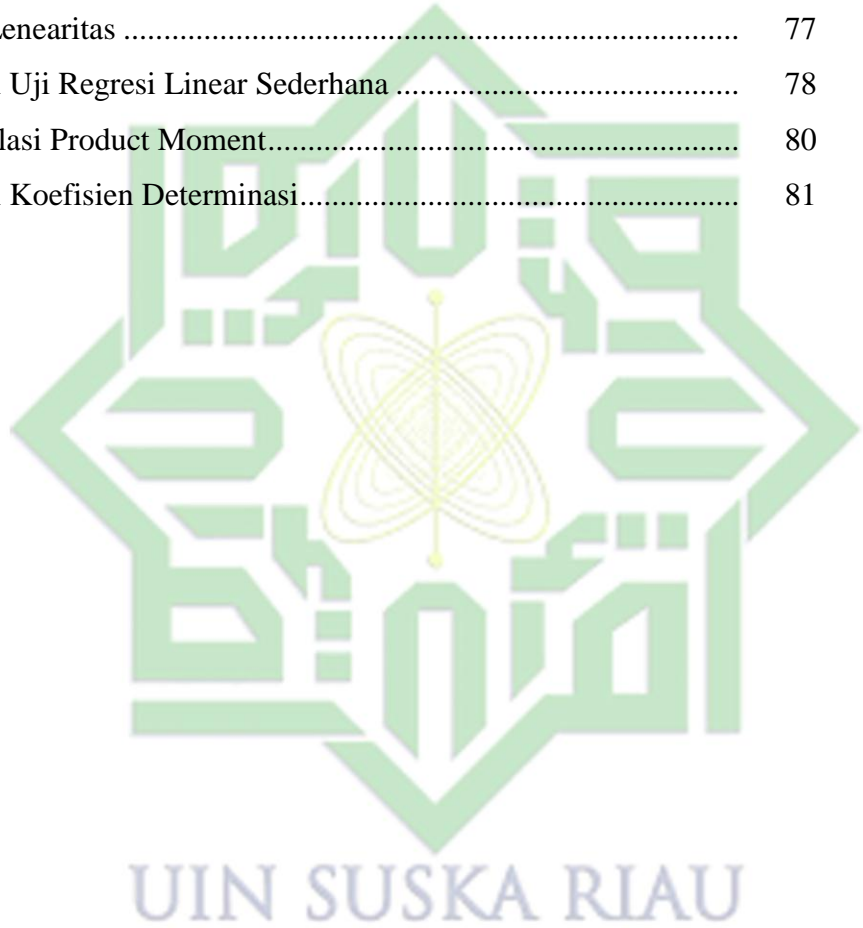 enearitas ........................................................................... 77
Uji Regresi Linear Sederhana .......................................... 78
lasi Product Moment.......................................................... 80
Koefisien Determinasi...................................................... 81
UIN SUSKA RIAU